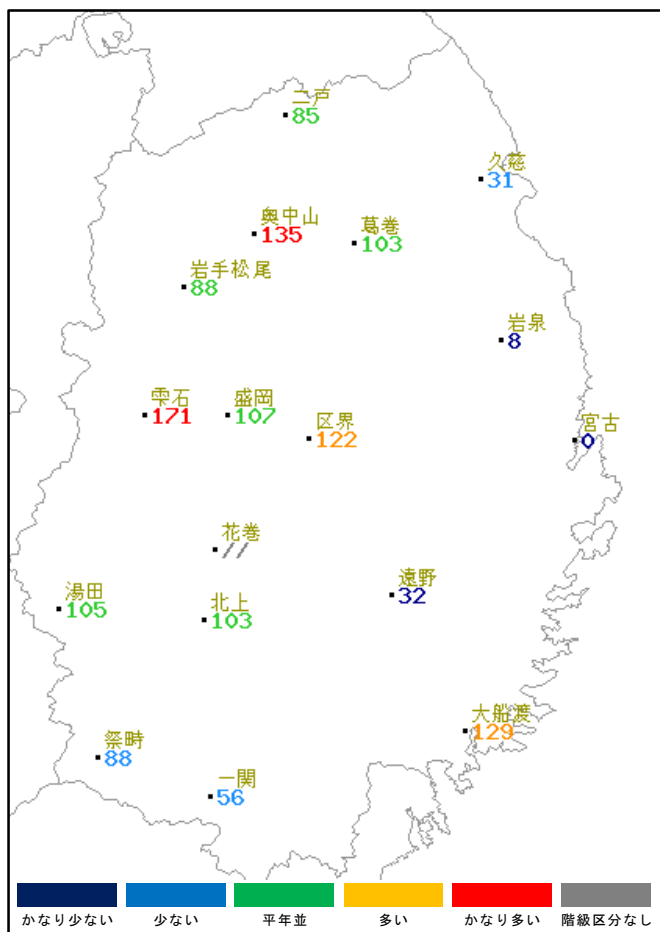 二戸
85
久慈
31
奥中山
135
葛巻
103
岩手松尾
88
岩泉
8
雫石
171
盛岡
107
区界
122
宮古
0
花巻
//
湯田
105
北上
103
遠野
32
大船渡
129
祭畤
88
一関
56
かなり少ない
少ない
平年並
多い
かなり多い
階級区分なし